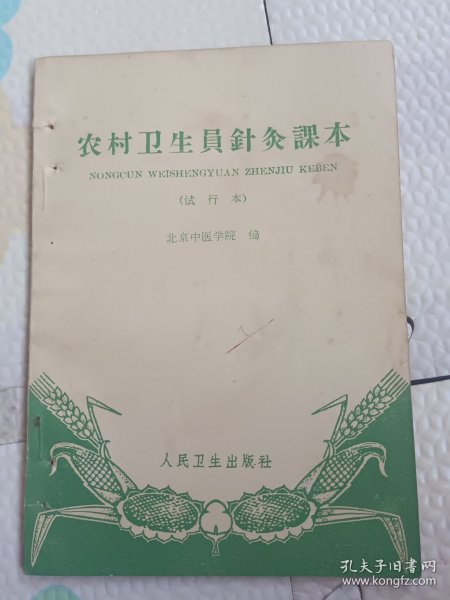 农村卫生員針灸課本
NONGCUN WEISHENGYUAN ZHENJIU KEBEN
(试行本)
北京中医学院 编
人民卫生出版社
孔夫子旧书网
www.kongfz.com